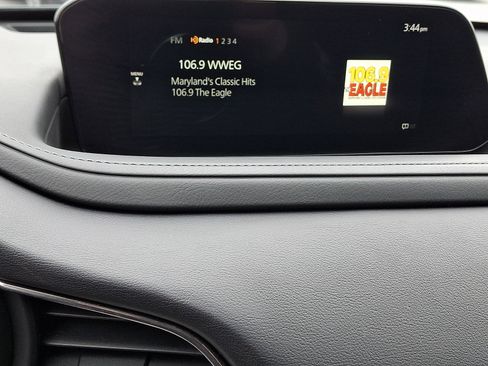 3:44pm
FM HD Radio 1 2 3 4
106.9 WWEG
MENU
Maryland's Classic Hits
106.9 The Eagle
106.9
EAGLE